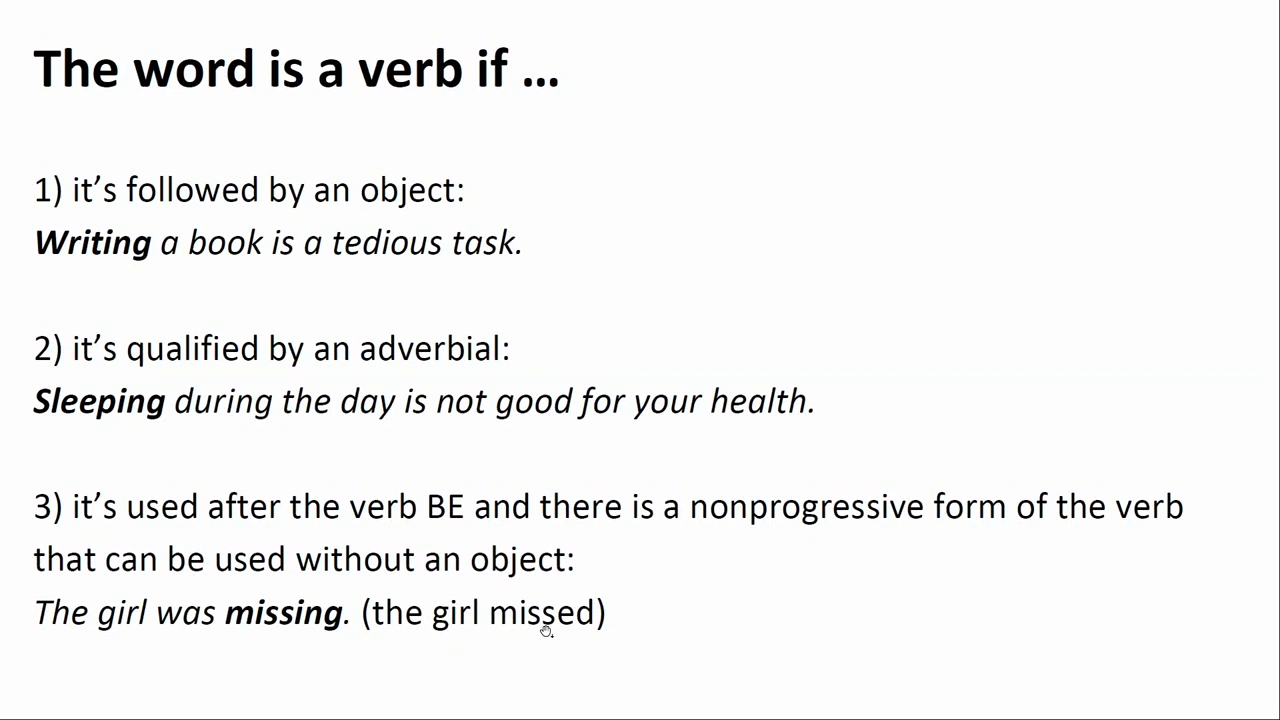 The word is a verb if …
1) it’s followed by an object:
Writing a book is a tedious task.
2) it’s qualified by an adverbial:
Sleeping during the day is not good for your health.
3) it’s used after the verb BE and there is a nonprogressive form of the verb
that can be used without an object:
The girl was missing. (the girl missed)